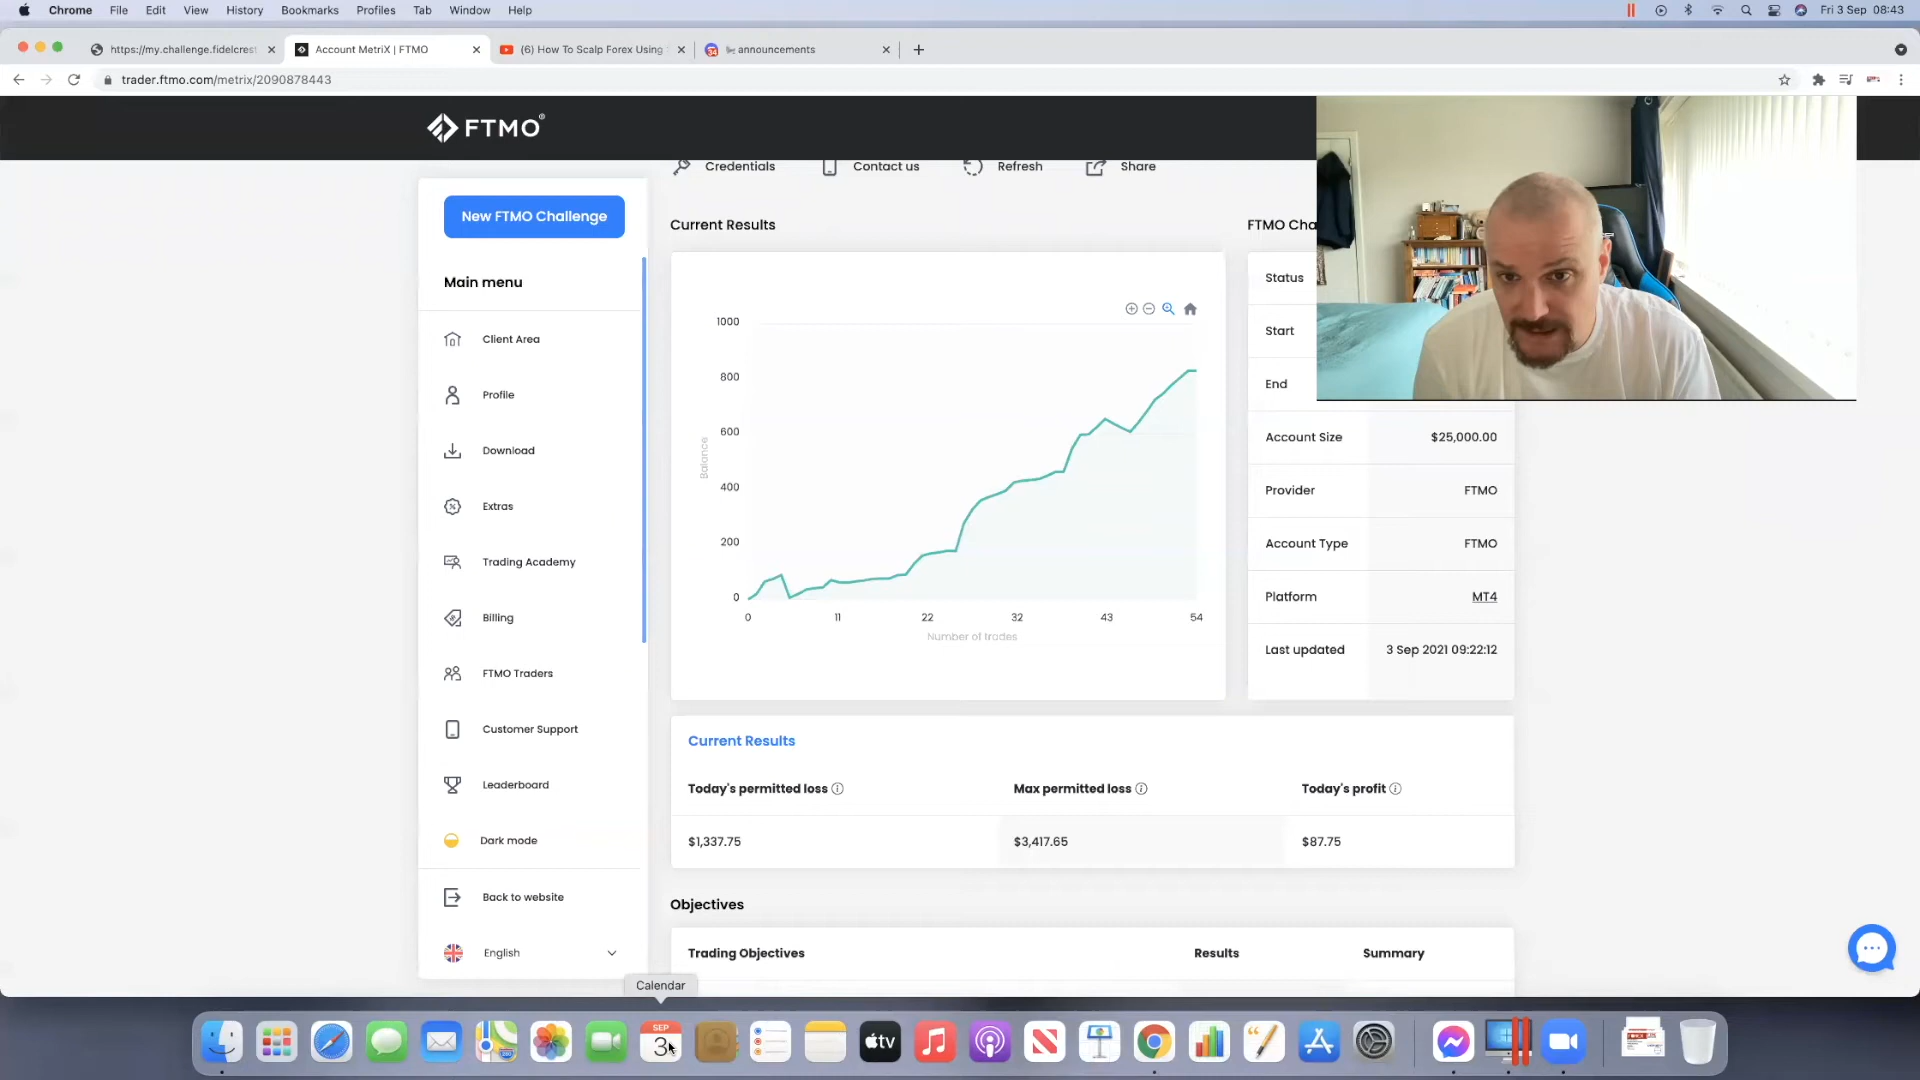 Chrome File Edit View History Bookmarks Profiles Tab Window Help Fri 3 Sep 08:43
https://my.challenge.fidelcrest Account MetriX | FTMO (6) How To Scalp Forex Using announcements
trader.ftmo.com/metrix/2090878443
FTMO
Credentials Contact us Refresh Share
New FTMO Challenge
Main menu
Client Area
Profile
Download
Extras
Trading Academy
Billing
FTMO Traders
Customer Support
Leaderboard
Dark mode
Back to website
English
Current Results
1000
800
600
400
200
0
Balance
0 11 22 32 43 54
Number of trades
FTMO Cha
Status
Start
End
Account Size $25,000.00
Provider FTMO
Account Type FTMO
Platform MT4
Last updated 3 Sep 2021 09:22:12
Current Results
Today's permitted loss Max permitted loss Today's profit
$1,337.75 $3,417.65 $87.75
Objectives
Trading Objectives Results Summary
Calendar
SEP
3
tv